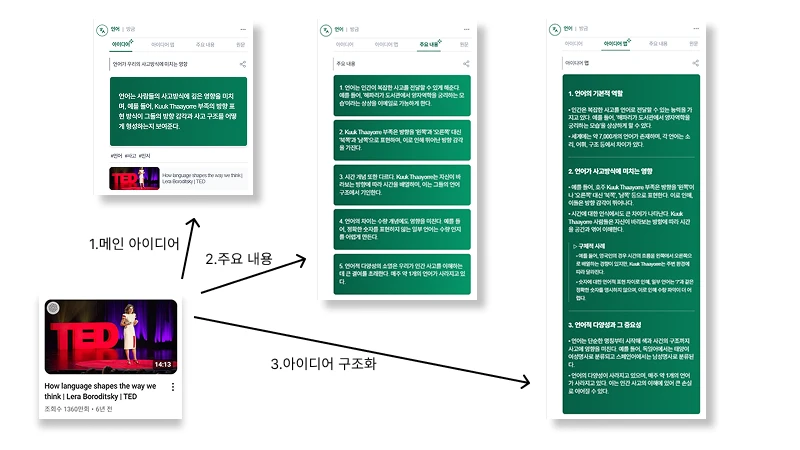 언어 | 방금
아이디어
아이디어 맵
주요 내용
원문
언어가 우리의 사고방식에 미치는 영향
언어는 사람들의 사고방식에 깊은 영향을 미치
며, 예를 들어, Kuuk Thaayorre 부족의 방향 표
현 방식이 그들의 방향 감각과 사고 구조를 어떻
게 형성하는지 보여준다.
#언어 #사고 #인지
How language shapes the way we think |
Lera Boroditsky | TED
언어 | 방금
아이디어
아이디어 맵
주요 내용
원문
주요 내용
1. 언어는 인간이 복잡한 사고를 전달할 수 있게 해준다.
예를 들어, '해파리가 도서관에서 양자역학을 궁리하는 모
습'이라는 상상을 이메일로 가능하게 한다.
2. Kuuk Thaayorre 부족은 방향을 '왼쪽'과 '오른쪽' 대신
'북쪽'과 '남쪽'으로 표현하며, 이로 인해 뛰어난 방향 감각
을 가진다.
3. 시간 개념 또한 다르다. Kuuk Thaayorre는 자신이 바
라보는 방향에 따라 시간을 배열하며, 이는 그들의 언어
구조에서 기인한다.
4. 언어의 차이는 수량 개념에도 영향을 미친다. 예를 들
어, 정확한 숫자를 표현하지 않는 일부 언어는 수량 인지
를 어렵게 만든다.
5. 언어적 다양성의 소멸은 우리가 인간 사고를 이해하는
데 큰 결여를 초래한다. 매주 약 1개의 언어가 사라지고 있
다.
언어 | 방금
아이디어
아이디어 맵
주요 내용
원문
아이디어 맵
1. 언어의 기본적 역할
• 인간은 복잡한 사고를 언어로 전달할 수 있는 능력을 가
지고 있다. 예를 들어, '해파리가 도서관에서 양자역학을
궁리하는 모습'을 상상하게 할 수 있다.
• 세계에는 약 7,000개의 언어가 존재하며, 각 언어는 소
리, 어휘, 구조 등에서 차이가 있다.
2. 언어가 사고방식에 미치는 영향
• 예를 들어, 호주 Kuuk Thaayorre 부족은 방향을 '왼쪽'이
나 '오른쪽' 대신 '북쪽', '남쪽' 등으로 표현한다. 이로 인해,
이들은 방향 감각이 뛰어나다.
• 시간에 대한 인식에서도 큰 차이가 나타난다. Kuuk
Thaayorre 사람들은 자신이 바라보는 방향에 따라 시간
을 공간과 엮어 이해한다.
▷ 구체적 사례
• 예를 들어, 영국인의 경우 시간의 흐름을 왼쪽에서 오른쪽으
로 배열하는 경향이 있지만, Kuuk Thaayorre는 주변 환경에
따라 달라진다.
• 숫자에 대한 언어적 표현 차이로 인해, 일부 언어는 '7'과 같은
정확한 숫자를 명시하지 않으며, 이로 인해 수량 파악이 더 어
렵다.
3. 언어적 다양성과 그 중요성
• 언어는 단순한 명칭부터 시작해 색과 사건의 구조까지
사고에 영향을 미친다. 예를 들어, 독일어에서는 태양이
여성명사로 분류되고 스페인어에서는 남성명사로 분류된
다.
• 언어의 다양성이 사라지고 있으며, 매주 약 1개의 언어
가 사라지고 있다. 이는 인간 사고의 이해에 있어 큰 손실
로 이어질 수 있다.
1.메인 아이디어
2.주요 내용
3.아이디어 구조화
TED
14:13
How language shapes the way we
think | Lera Boroditsky | TED
조회수 1360만회 • 6년 전